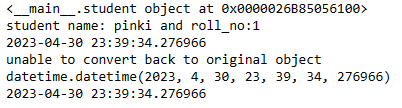 <__main__.student object at 0x0000026B85056100>
student name: pinki and roll_no:1
2023-04-30 23:39:34.276966
unable to convert back to original object
datetime.datetime(2023, 4, 30, 23, 39, 34, 276966)
2023-04-30 23:39:34.276966